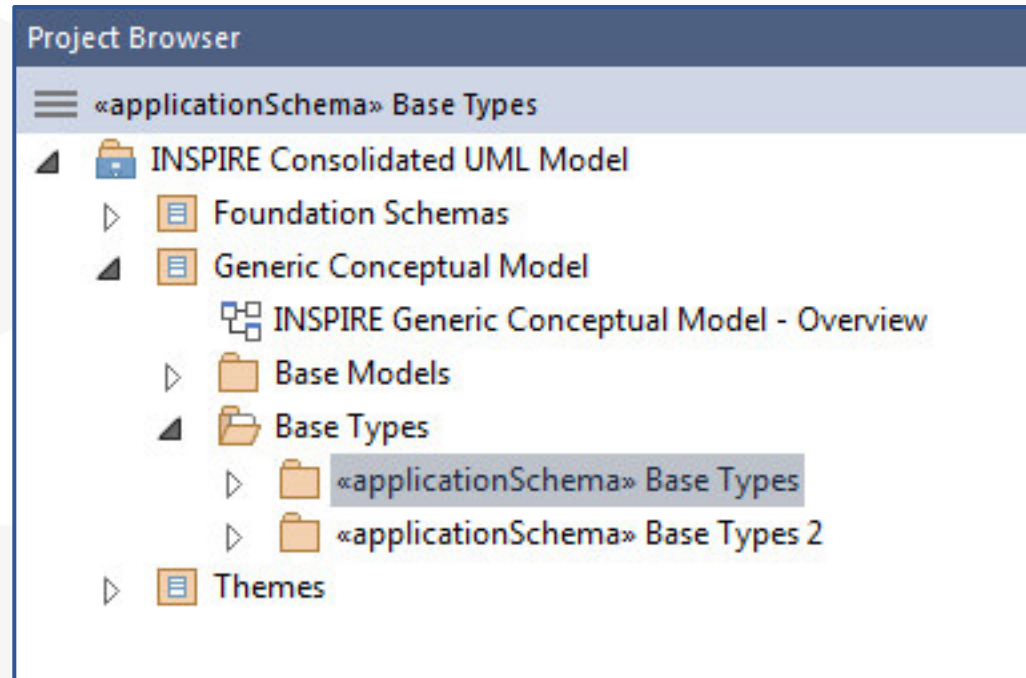 Project Browser
«applicationSchema» Base Types
INSPIRE Consolidated UML Model
Foundation Schemas
Generic Conceptual Model
INSPIRE Generic Conceptual Model - Overview
Base Models
Base Types
«applicationSchema» Base Types
«applicationSchema» Base Types 2
Themes